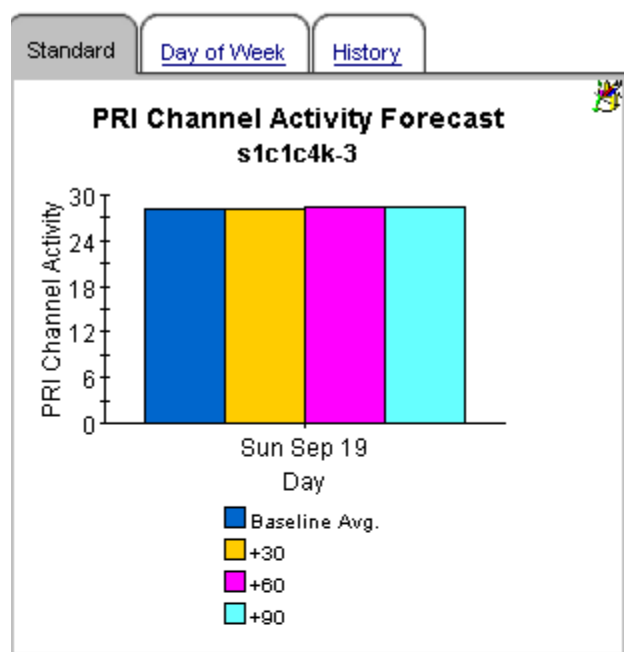 Standard
Day of Week
History
PRI Channel Activity Forecast
s1c1c4k-3
PRI Channel Activity
30
24
18
12
6
0
Sun Sep 19
Day
Baseline Avg.
+30
+60
+90